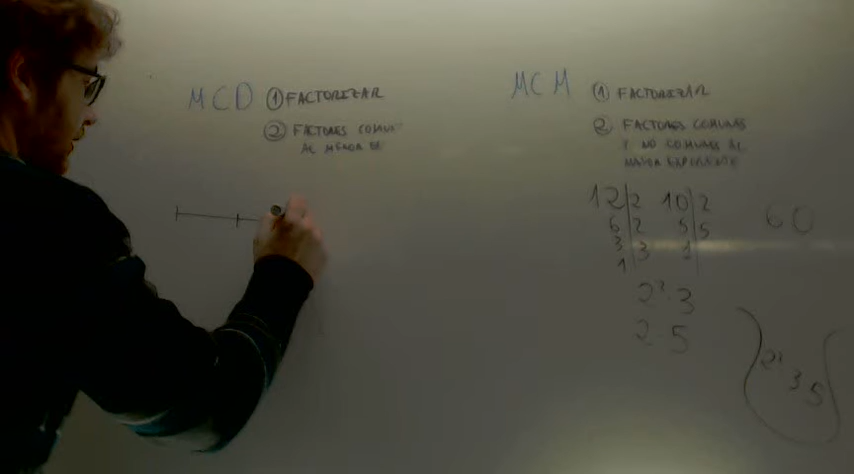 MCD ① FACTORIZAR
② FACTORES COMU
AL MENOR E
MCM ① FACTORIZAR
② FACTORES COMUNES
Y NO COMUNES AL
MAYOR EXPONENTE
12|2 10|2
6|2 5|5
3|3 1
1
2²·3
2·5
60
2² 3 5